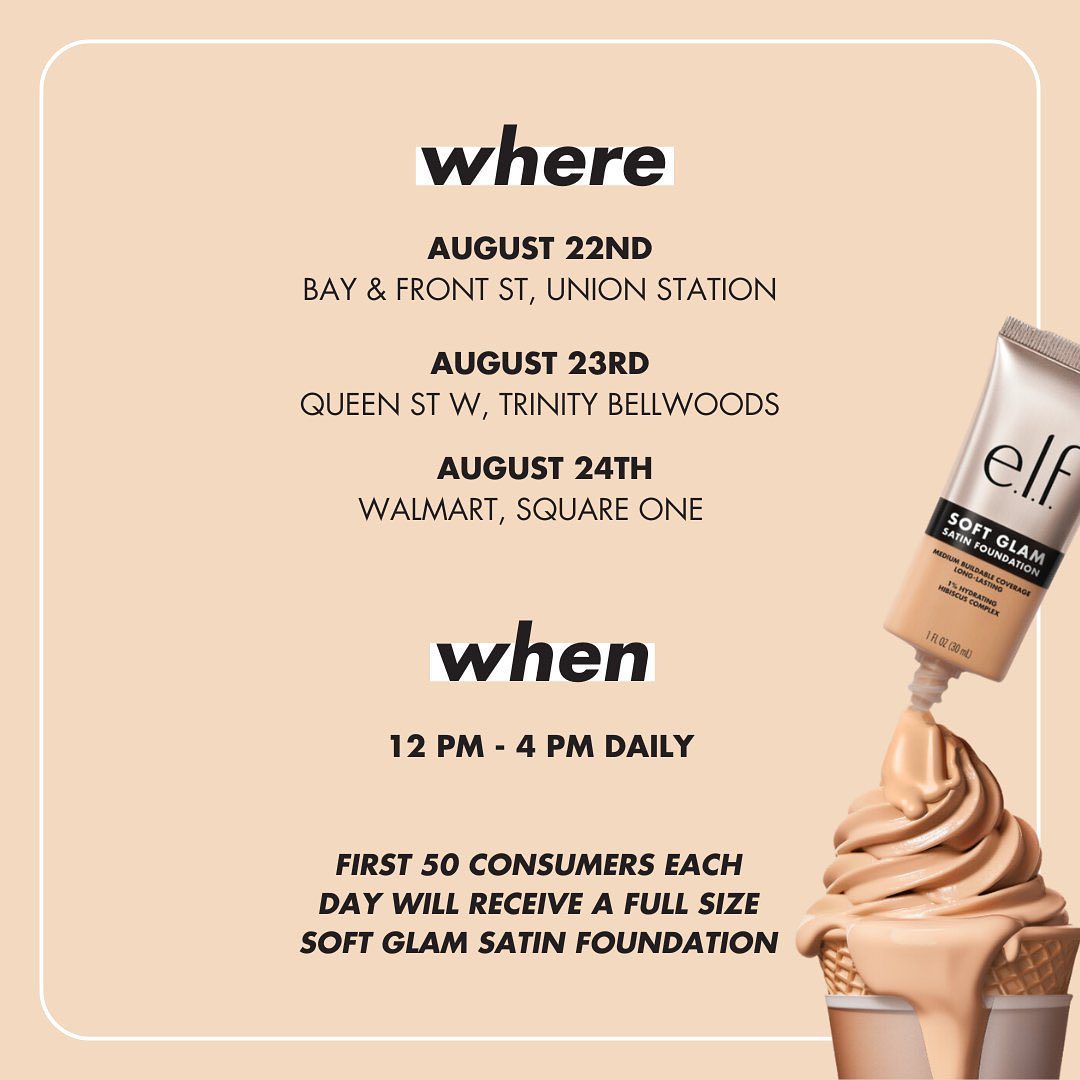 where
AUGUST 22ND
BAY & FRONT ST, UNION STATION
AUGUST 23RD
QUEEN ST W, TRINITY BELLWOODS
AUGUST 24TH
WALMART, SQUARE ONE
when
12 PM - 4 PM DAILY
FIRST 50 CONSUMERS EACH
DAY WILL RECEIVE A FULL SIZE
SOFT GLAM SATIN FOUNDATION
e.l.f.
SOFT GLAM
SATIN FOUNDATION
MEDIUM BUILDABLE COVERAGE
LONG-LASTING
1% HYDRATING
HIBISCUS COMPLEX
1 FL OZ (30 mL)